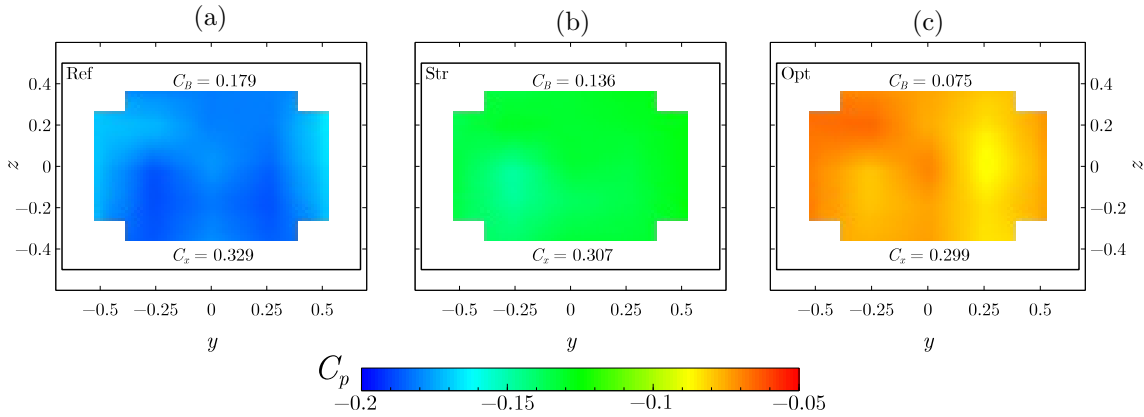 (a) (b) (c)
Ref Str Opt
C_B = 0.179 C_B = 0.136 C_B = 0.075
0.4 0.4
0.2 0.2
z 0 0 z
−0.2 −0.2
−0.4 −0.4
C_x = 0.329 C_x = 0.307 C_x = 0.299
−0.5 −0.25 0 0.25 0.5 −0.5 −0.25 0 0.25 0.5 −0.5 −0.25 0 0.25 0.5
y y y
C_p
−0.2 −0.15 −0.1 −0.05